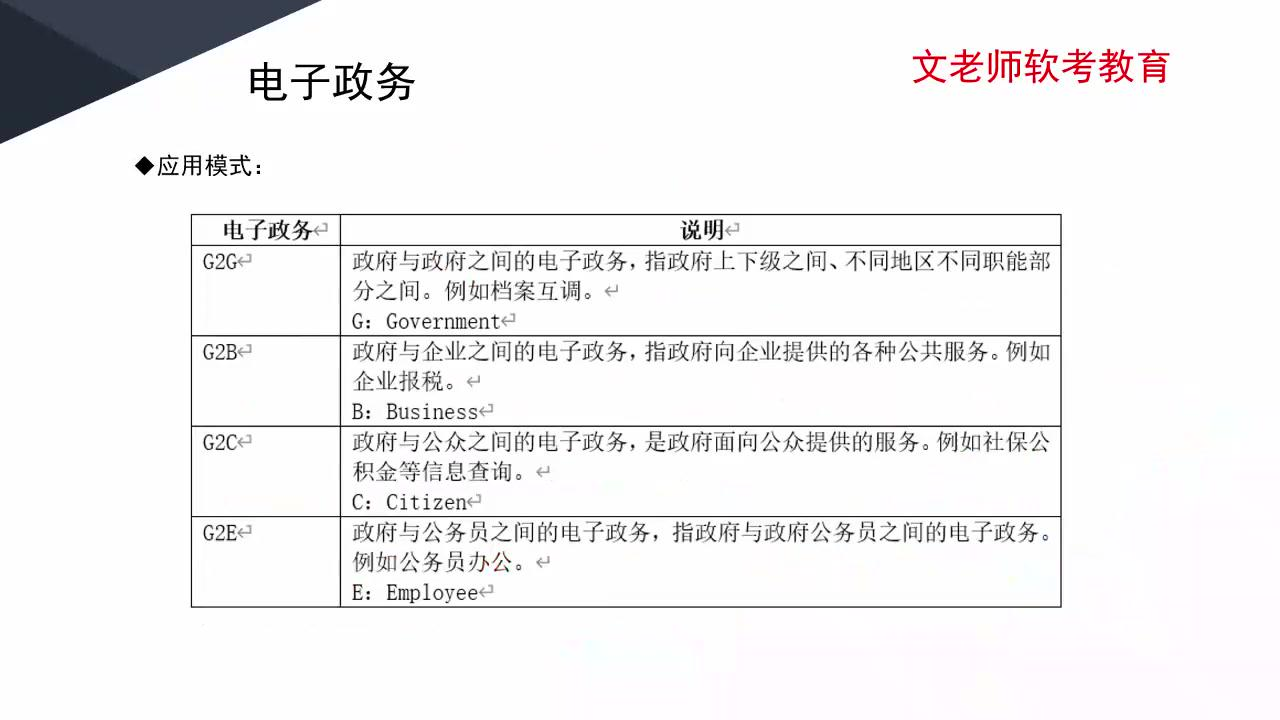 电子政务
文老师软考教育
◆应用模式：
电子政务↵ 说明↵
G2G↵ 政府与政府之间的电子政务，指政府上下级之间、不同地区不同职能部
分之间。例如档案互调。↵
G：Government↵
G2B↵ 政府与企业之间的电子政务，指政府向企业提供的各种公共服务。例如
企业报税。↵
B：Business↵
G2C↵ 政府与公众之间的电子政务，是政府面向公众提供的服务。例如社保公
积金等信息查询。↵
C：Citizen↵
G2E↵ 政府与公务员之间的电子政务，指政府与政府公务员之间的电子政务。
例如公务员办公。↵
E：Employee↵